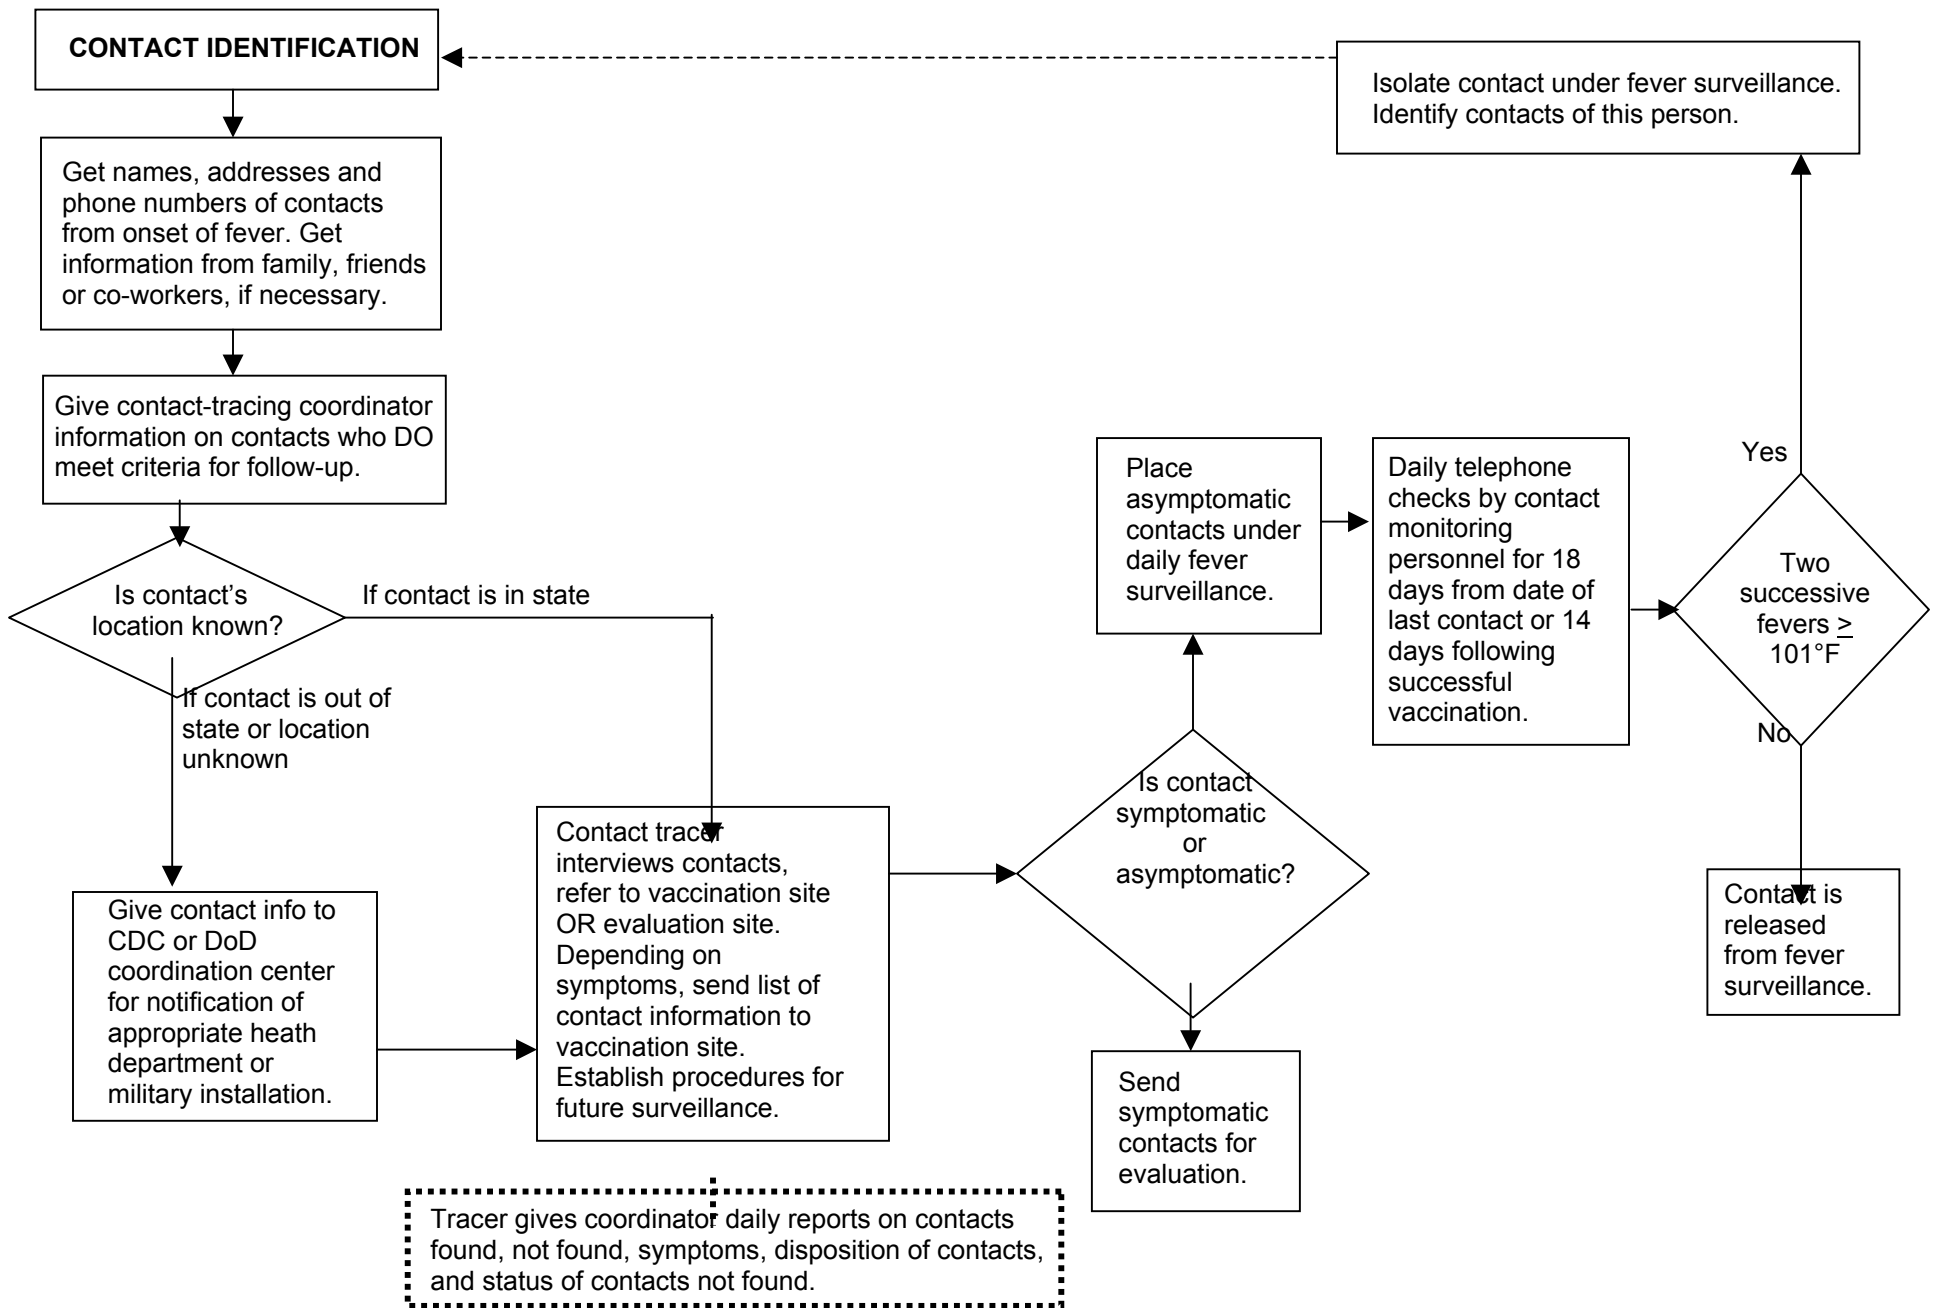 CONTACT IDENTIFICATION
Isolate contact under fever surveillance.
Identify contacts of this person.
Get names, addresses and
phone numbers of contacts
from onset of fever. Get
information from family, friends
or co-workers, if necessary.
Give contact-tracing coordinator
information on contacts who DO
meet criteria for follow-up.
Is contact's
location known?
If contact is in state
If contact is out of
state or location
unknown
Give contact info to
CDC or DoD
coordination center
for notification of
appropriate heath
department or
military installation.
Contact tracer
interviews contacts,
refer to vaccination site
OR evaluation site.
Depending on
symptoms, send list of
contact information to
vaccination site.
Establish procedures for
future surveillance.
Tracer gives coordinator daily reports on contacts
found, not found, symptoms, disposition of contacts,
and status of contacts not found.
Is contact
symptomatic
or
asymptomatic?
Place
asymptomatic
contacts under
daily fever
surveillance.
Send
symptomatic
contacts for
evaluation.
Daily telephone
checks by contact
monitoring
personnel for 18
days from date of
last contact or 14
days following
successful
vaccination.
Yes
Two
successive
fevers ≥
101°F
No
Contact is
released
from fever
surveillance.